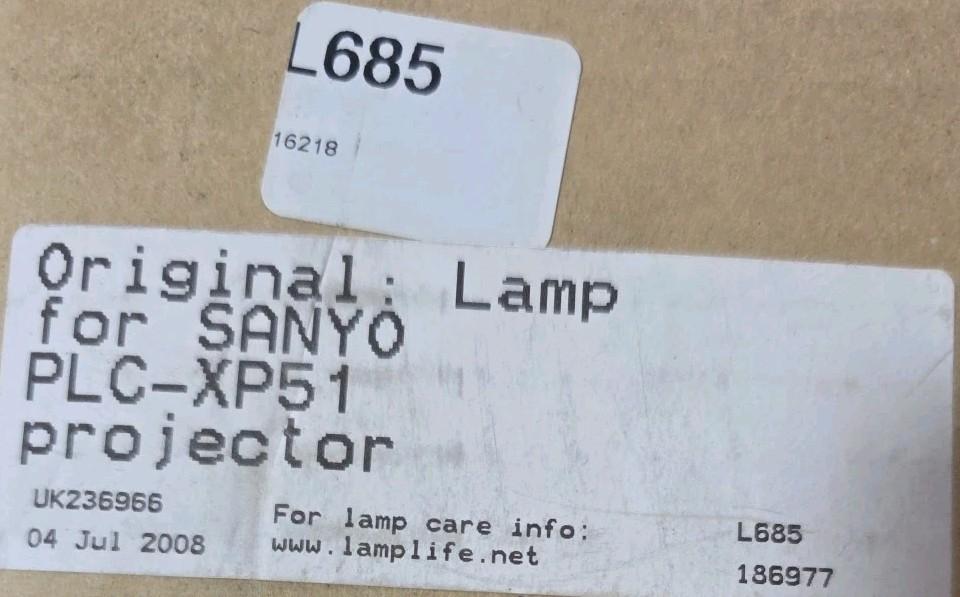 L685
16218
Original: Lamp
for SANYO
PLC-XP51
projector
UK236966
04 Jul 2008
For lamp care info:
www.lamplife.net
L685
186977